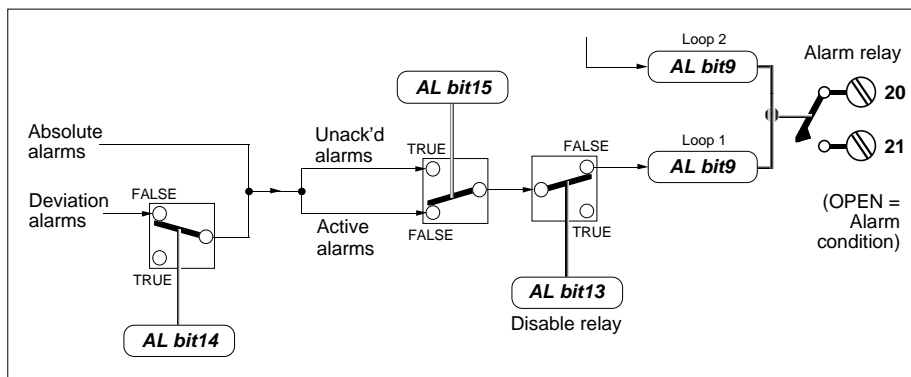 Loop 2
AL bit9
Alarm relay
20
21
(OPEN =
Alarm
condition)
AL bit15
Absolute
alarms
Unack'd
alarms
TRUE
FALSE
Loop 1
AL bit9
Deviation
alarms
FALSE
TRUE
Active
alarms
FALSE
TRUE
AL bit14
AL bit13
Disable relay